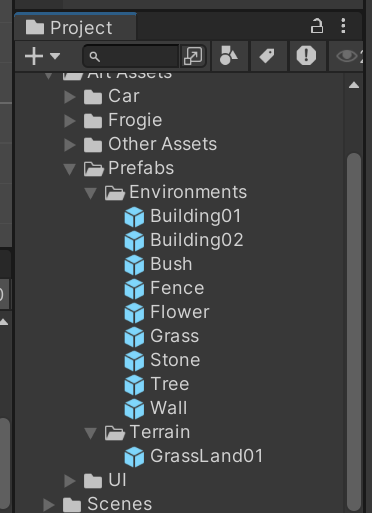 Project
Art Assets
Car
Frogie
Other Assets
Prefabs
Environments
Building01
Building02
Bush
Fence
Flower
Grass
Stone
Tree
Wall
Terrain
GrassLand01
UI
Scenes